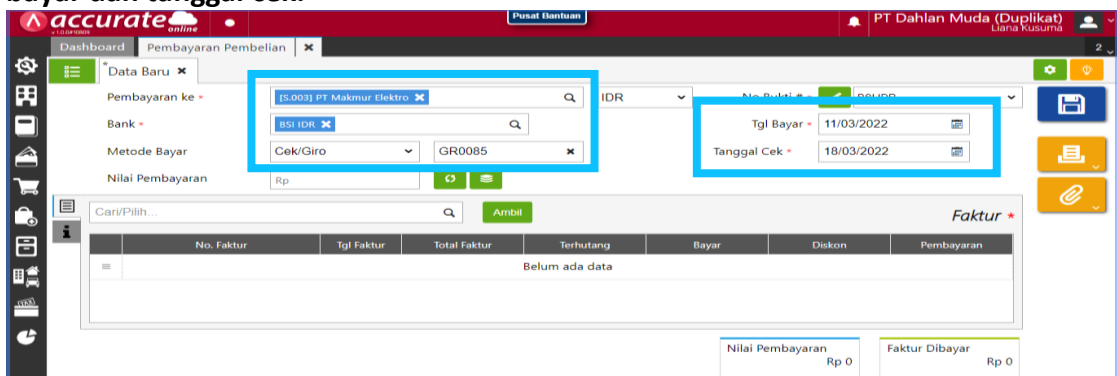 accurate online
Pusat Bantuan
PT Dahlan Muda (Duplikat)
Liana Kusuma
Dashboard
Pembayaran Pembelian
2
*Data Baru
Pembayaran ke *
[S.003] PT Makmur Elektro
IDR
Bank *
BSI IDR
Tgl Bayar *
11/03/2022
Metode Bayar
Cek/Giro
GR0085
Tanggal Cek *
18/03/2022
Nilai Pembayaran
Rp
Cari/Pilih...
Ambil
Faktur *
No. Faktur
Tgl Faktur
Total Faktur
Terhutang
Bayar
Diskon
Pembayaran
Belum ada data
Nilai Pembayaran
Rp 0
Faktur Dibayar
Rp 0